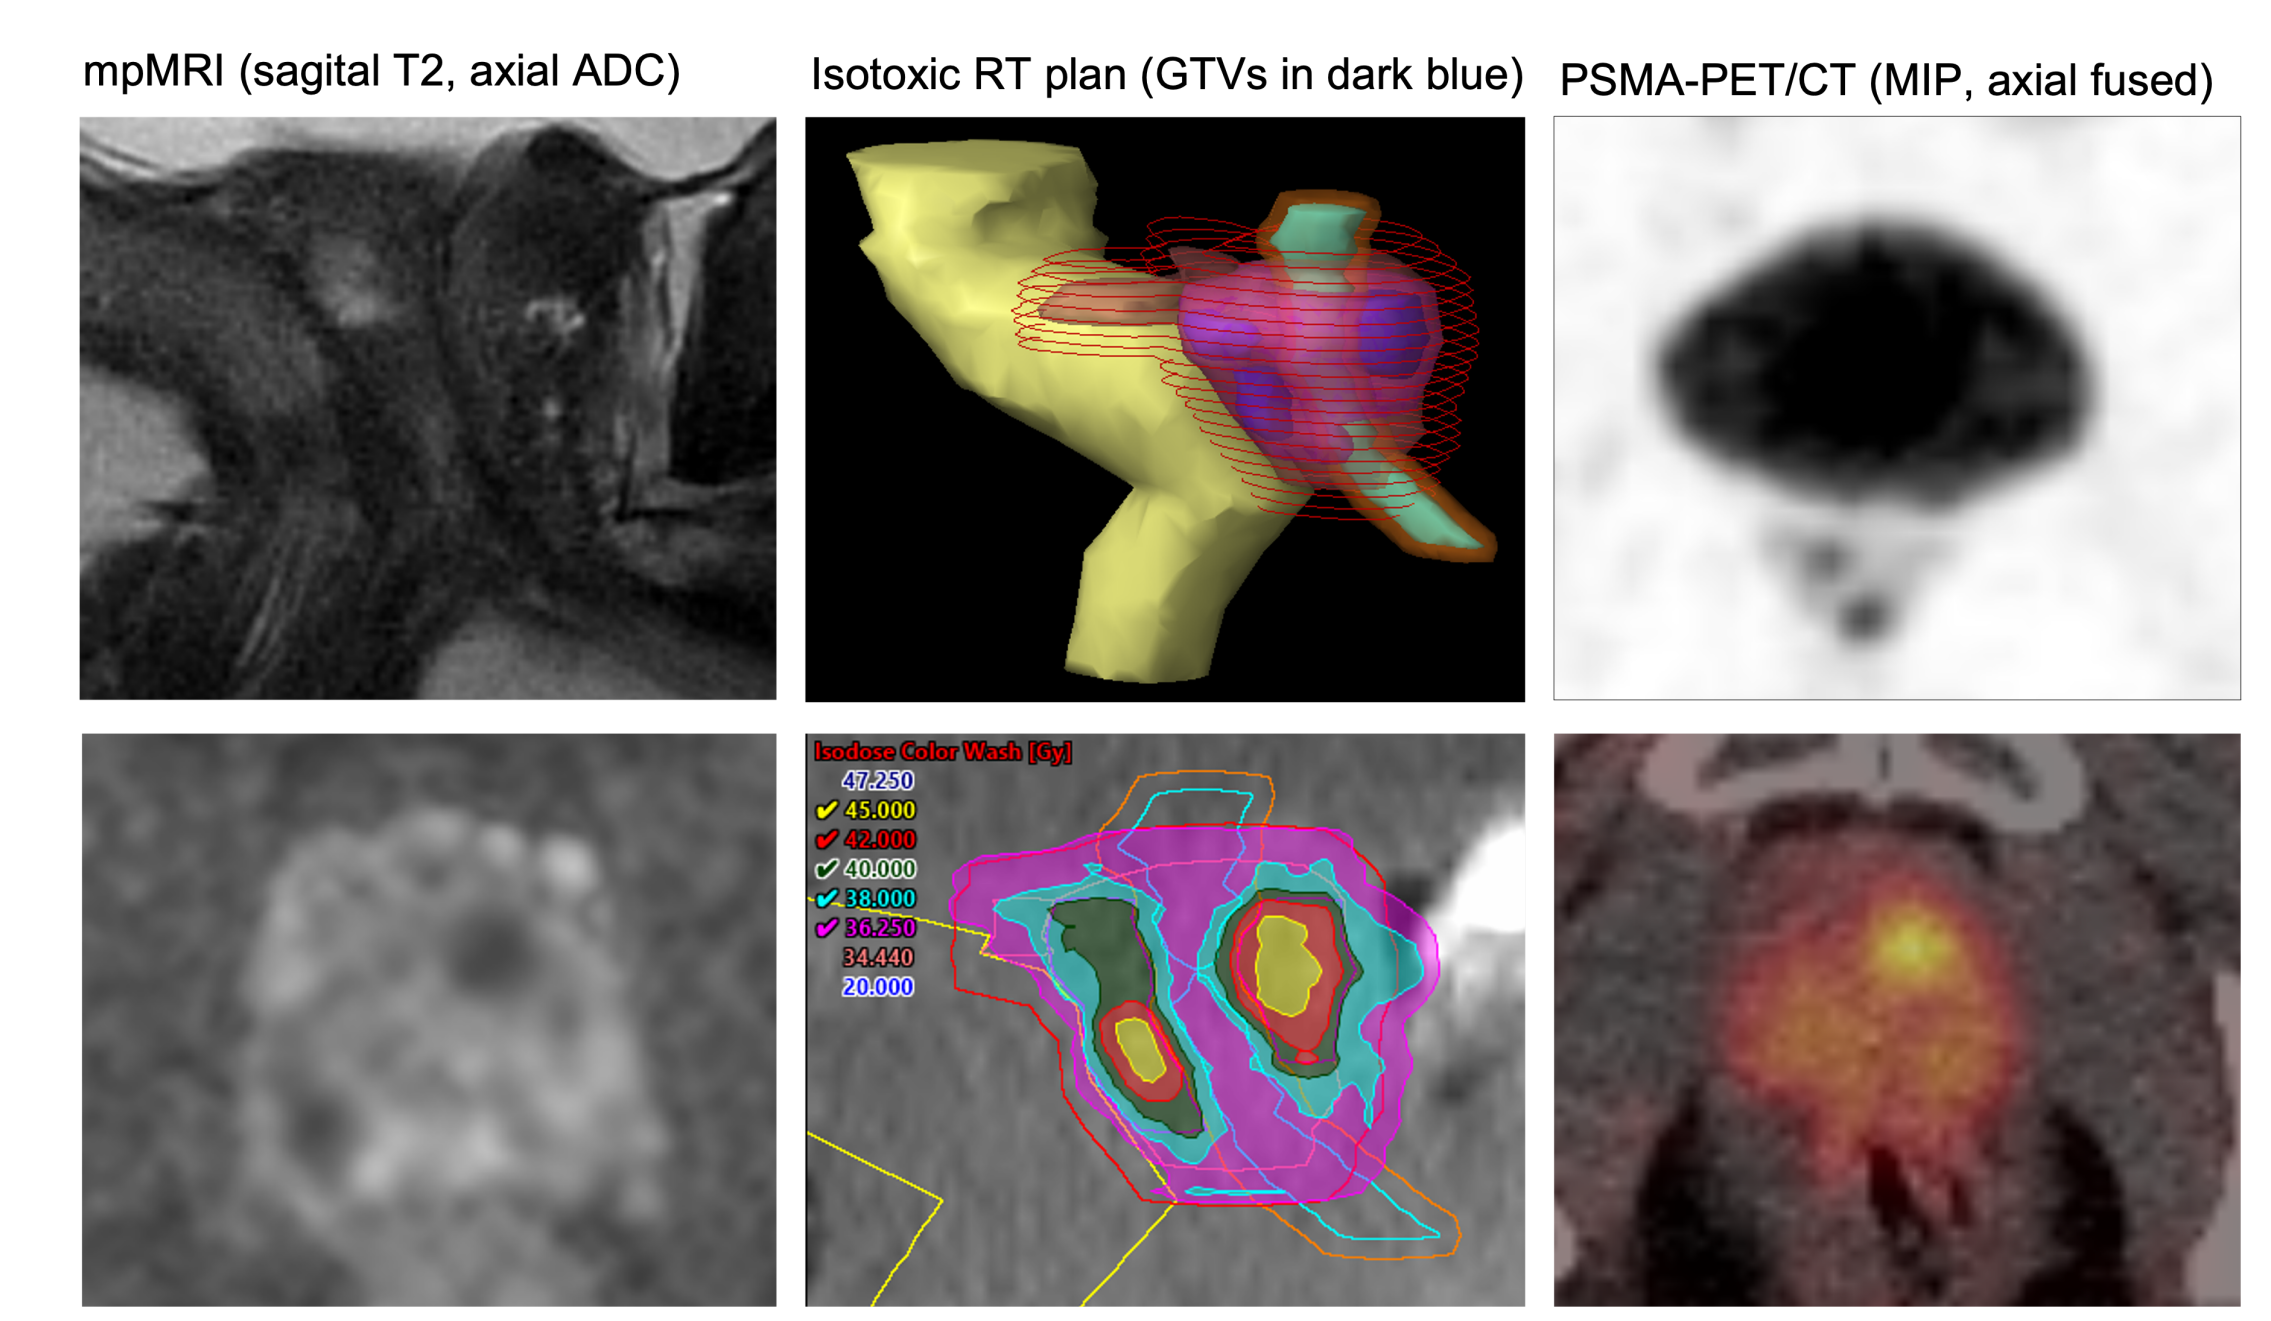 mpMRI (sagital T2, axial ADC)
Isotoxic RT plan (GTVs in dark blue)
PSMA-PET/CT (MIP, axial fused)
Isodose Color Wash [Gy]
47.250
✔ 45.000
✔ 42.000
✔ 40.000
✔ 38.000
✔ 36.250
34.440
20.000